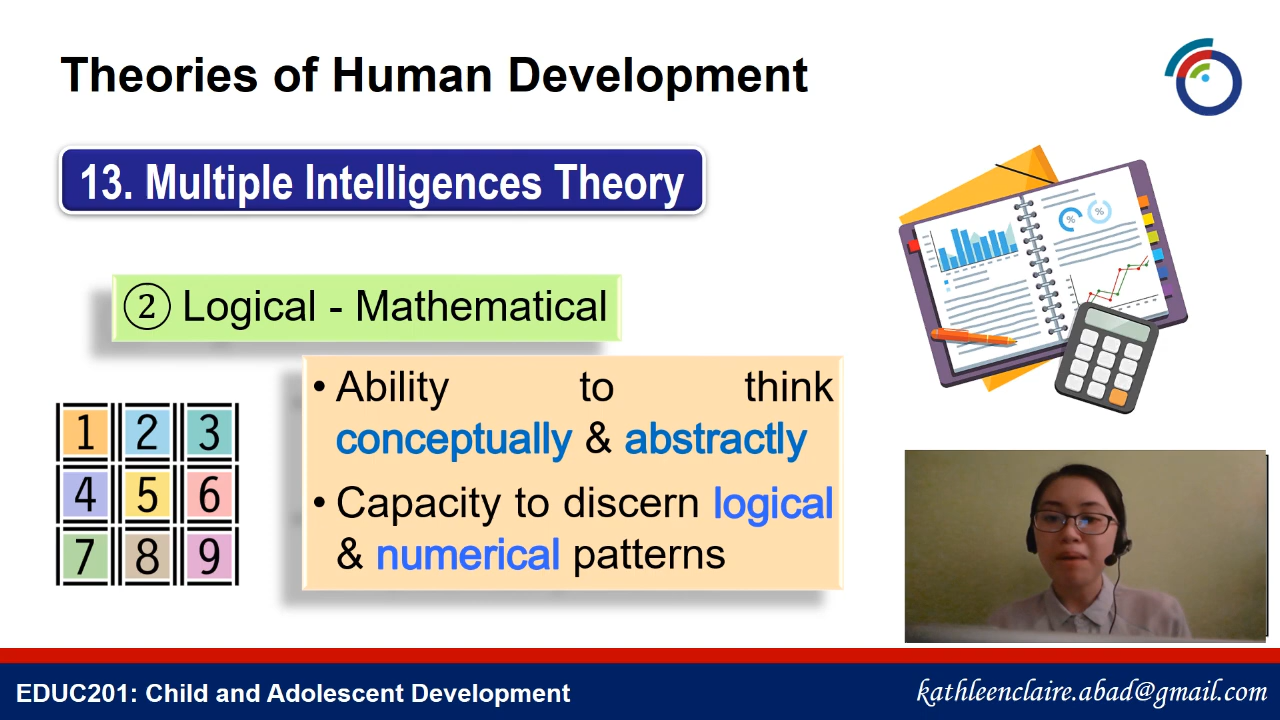 Theories of Human Development
13. Multiple Intelligences Theory
② Logical - Mathematical
• Ability to think
conceptually & abstractly
• Capacity to discern logical
& numerical patterns
1 2 3
4 5 6
7 8 9
% %
EDUC201: Child and Adolescent Development
kathleenclaire.abad@gmail.com